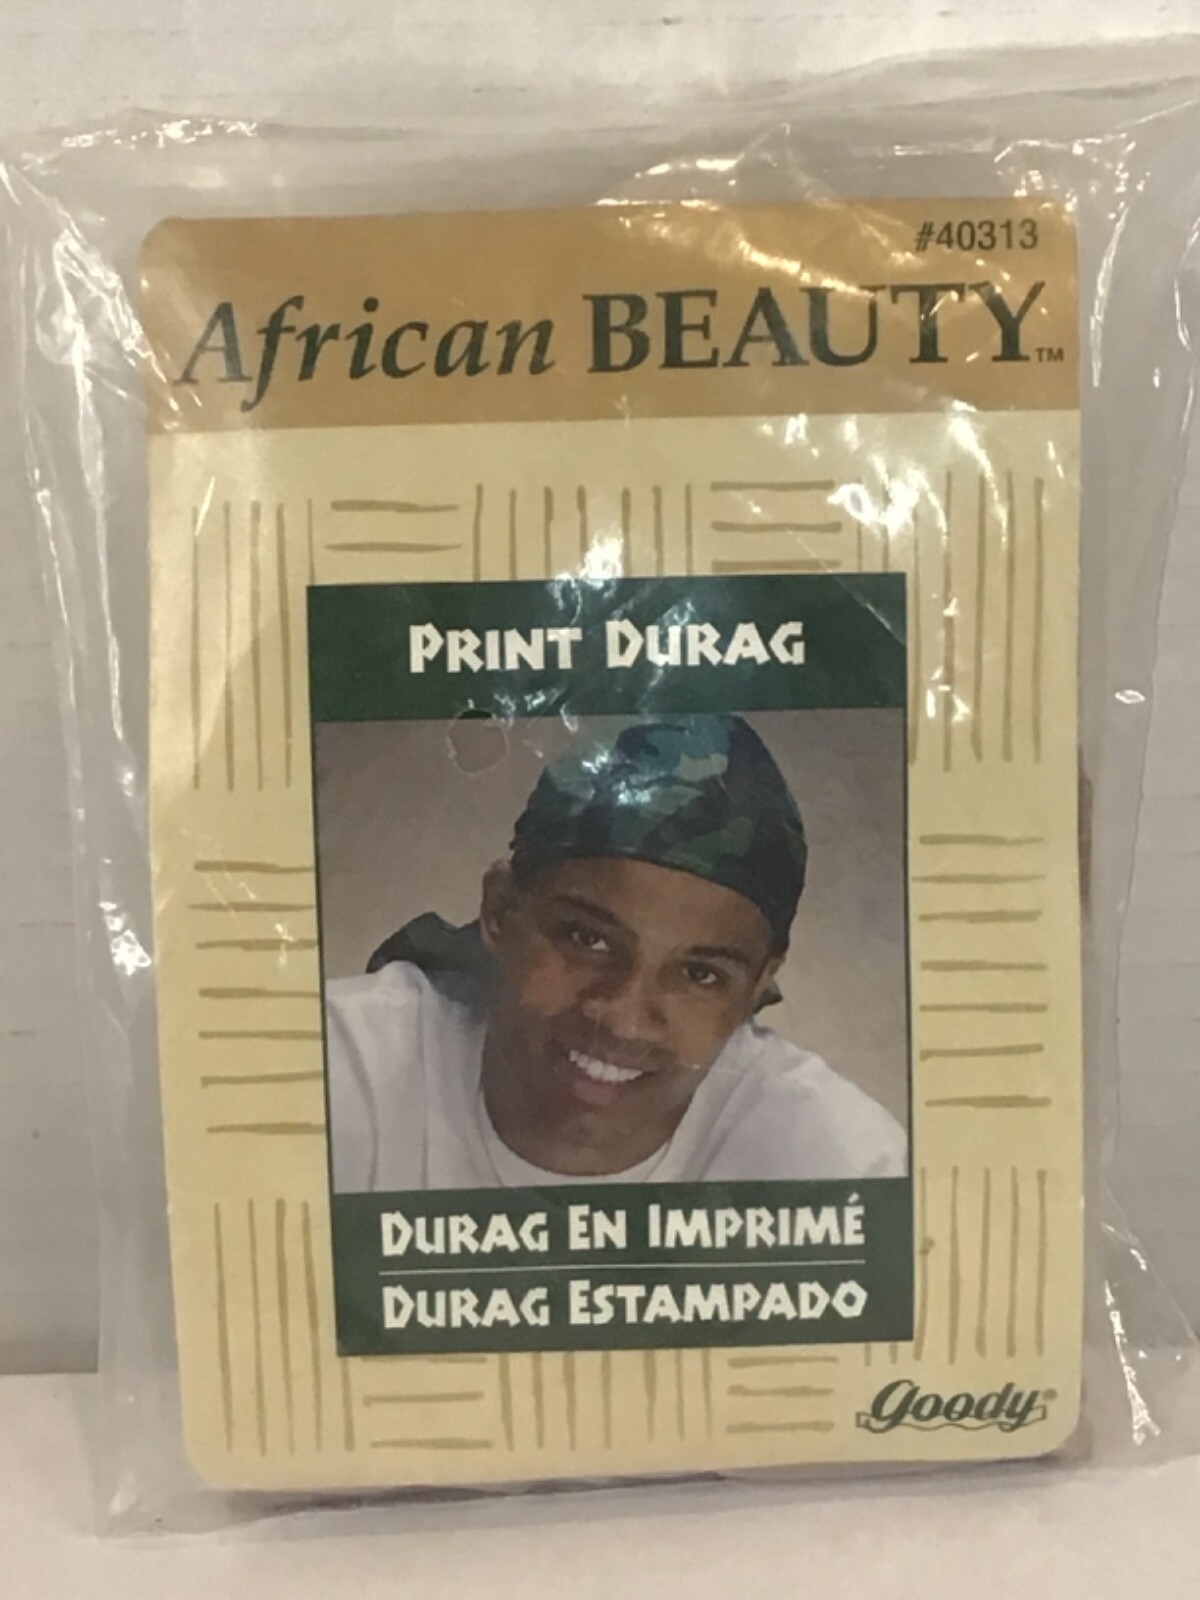 #40313
African BEAUTY™
PRINT DURAG
DURAG EN IMPRIMÉ
DURAG ESTAMPADO
goody®